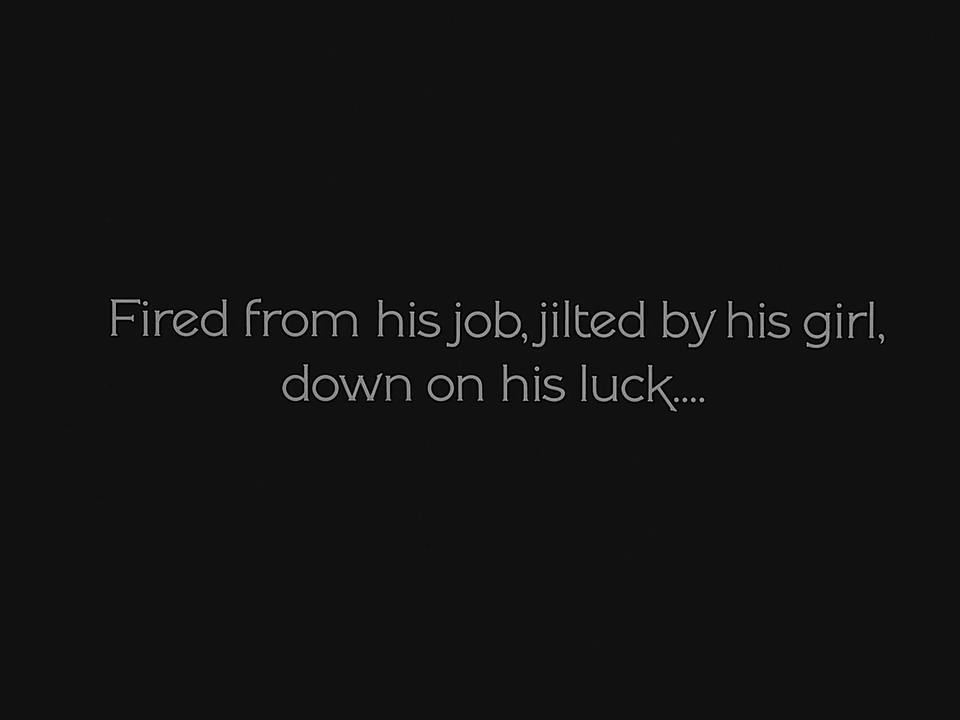 Fired from his job, jilted by his girl,
down on his luck....